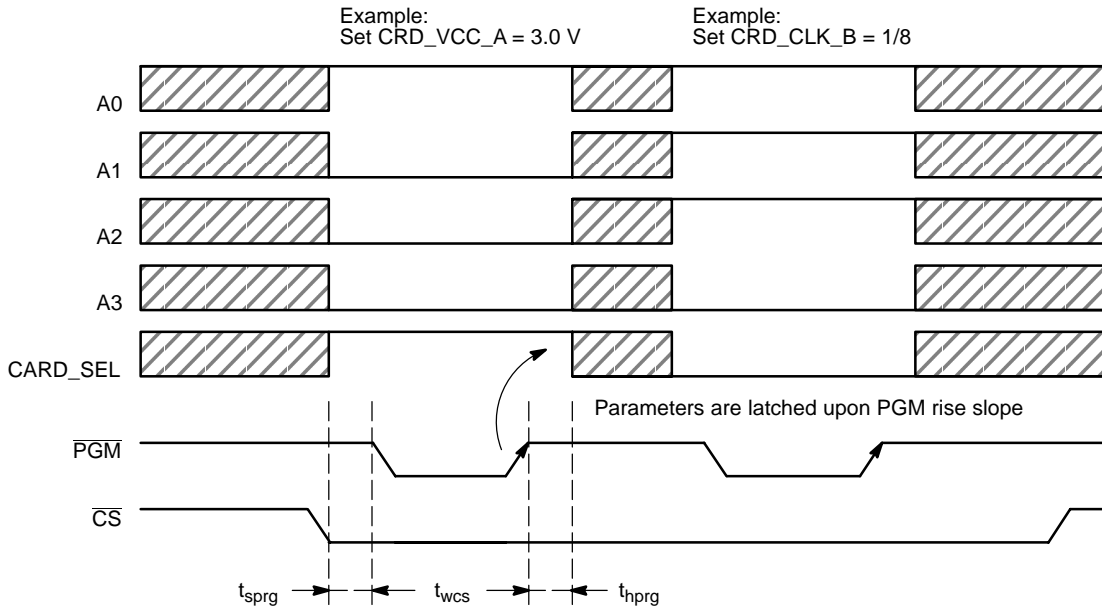 Example:
Set CRD_VCC_A = 3.0 V
Example:
Set CRD_CLK_B = 1/8
A0
A1
A2
A3
CARD_SEL
Parameters are latched upon PGM rise slope
PGM
CS
tsprg
twcs
thprg